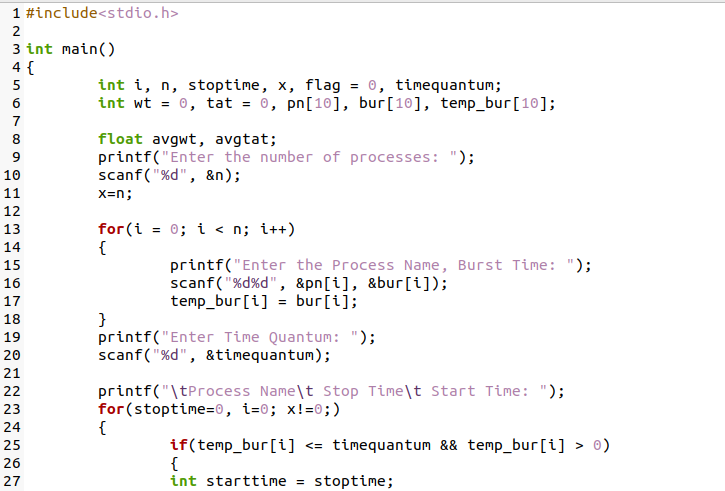 1 #include<stdio.h>
2
3 int main()
4 {
5 int i, n, stoptime, x, flag = 0, timequantum;
6 int wt = 0, tat = 0, pn[10], bur[10], temp_bur[10];
7
8 float avgwt, avgtat;
9 printf("Enter the number of processes: ");
10 scanf("%d", &n);
11 x=n;
12
13 for(i = 0; i < n; i++)
14 {
15 printf("Enter the Process Name, Burst Time: ");
16 scanf("%d%d", &pn[i], &bur[i]);
17 temp_bur[i] = bur[i];
18 }
19 printf("Enter Time Quantum: ");
20 scanf("%d", &timequantum);
21
22 printf("\tProcess Name\t Stop Time\t Start Time: ");
23 for(stoptime=0, i=0; x!=0;)
24 {
25 if(temp_bur[i] <= timequantum && temp_bur[i] > 0)
26 {
27 int starttime = stoptime;